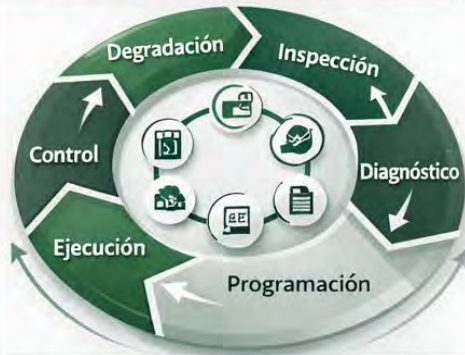 Degradación
Inspección
Control
Diagnóstico
Ejecución
Programación